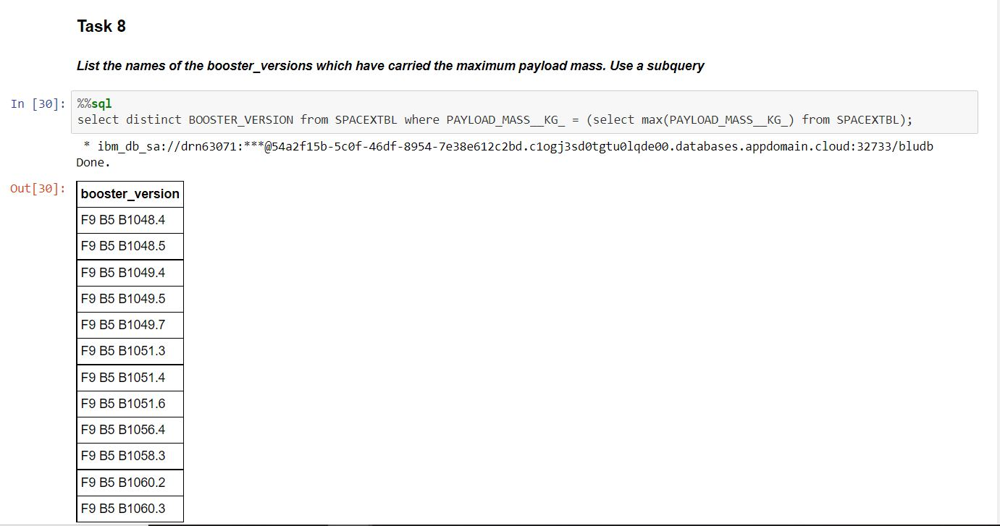 Task 8
List the names of the booster_versions which have carried the maximum payload mass. Use a subquery
In [30]:
%%sql
select distinct BOOSTER_VERSION from SPACEXTBL where PAYLOAD_MASS__KG_ = (select max(PAYLOAD_MASS__KG_) from SPACEXTBL);
* ibm_db_sa://drn63071:***@54a2f15b-5c0f-46df-8954-7e38e612c2bd.c1ogj3sd0tgtu0lqde00.databases.appdomain.cloud:32733/bludb
Done.
Out[30]:
booster_version
F9 B5 B1048.4
F9 B5 B1048.5
F9 B5 B1049.4
F9 B5 B1049.5
F9 B5 B1049.7
F9 B5 B1051.3
F9 B5 B1051.4
F9 B5 B1051.6
F9 B5 B1056.4
F9 B5 B1058.3
F9 B5 B1060.2
F9 B5 B1060.3